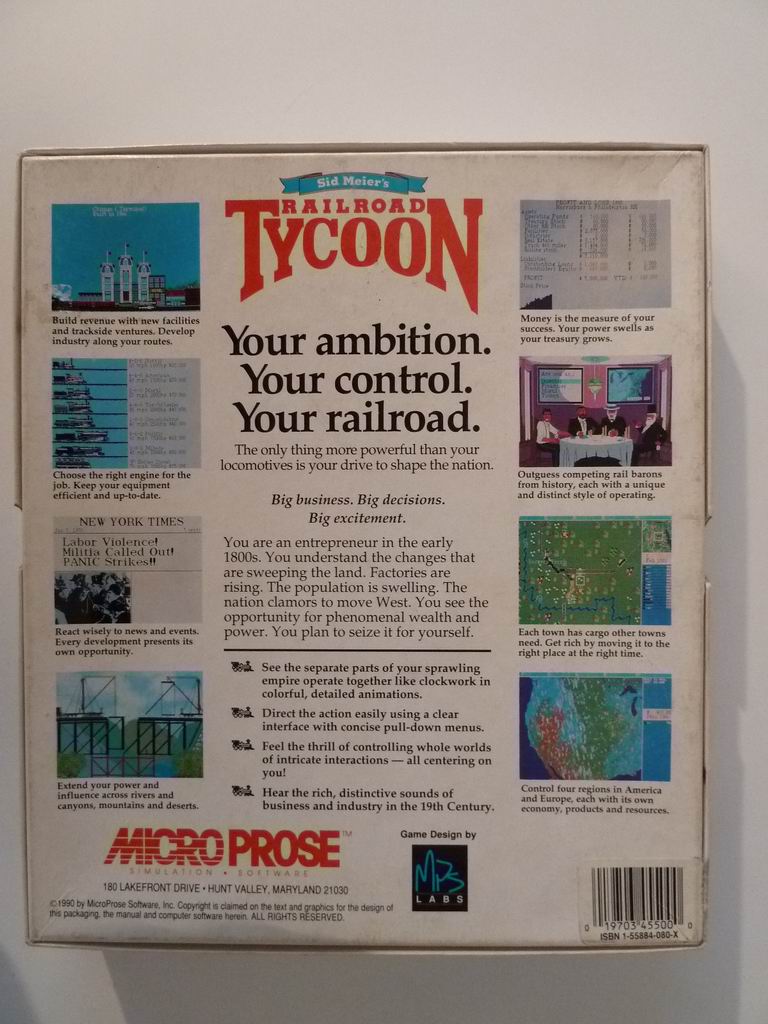 Sid Meier's
RAILROAD
TYCOON
Build revenue with new facilities
and trackside ventures. Develop
industry along your routes.
Choose the right engine for the
job. Keep your equipment
efficient and up-to-date.
NEW YORK TIMES
Labor Violence!
Militia Called Out!
PANIC Strikes!!
React wisely to news and events.
Every development presents its
own opportunity.
Extend your power and
influence across rivers and
canyons, mountains and deserts.
Your ambition.
Your control.
Your railroad.
The only thing more powerful than your
locomotives is your drive to shape the nation.
Big business. Big decisions.
Big excitement.
You are an entrepreneur in the early
1800s. You understand the changes that
are sweeping the land. Factories are
rising. The population is swelling. The
nation clamors to move West. You see the
opportunity for phenomenal wealth and
power. You plan to seize it for yourself.
See the separate parts of your sprawling
empire operate together like clockwork in
colorful, detailed animations.
Direct the action easily using a clear
interface with concise pull-down menus.
Feel the thrill of controlling whole worlds
of intricate interactions — all centering on
you!
Hear the rich, distinctive sounds of
business and industry in the 19th Century.
Money is the measure of your
success. Your power swells as
your treasury grows.
Outguess competing rail barons
from history, each with a unique
and distinct style of operating.
Each town has cargo other towns
need. Get rich by moving it to the
right place at the right time.
Control four regions in America
and Europe, each with its own
economy, products and resources.
MICROPROSE™
SIMULATION • SOFTWARE
180 LAKEFRONT DRIVE • HUNT VALLEY, MARYLAND 21030
©1990 by MicroProse Software, Inc. Copyright is claimed on the text and graphics for the design of
this packaging, the manual and computer software herein. ALL RIGHTS RESERVED.
Game Design by
MPS
LABS
0 19703 45500 0
ISBN 1-55884-080-X